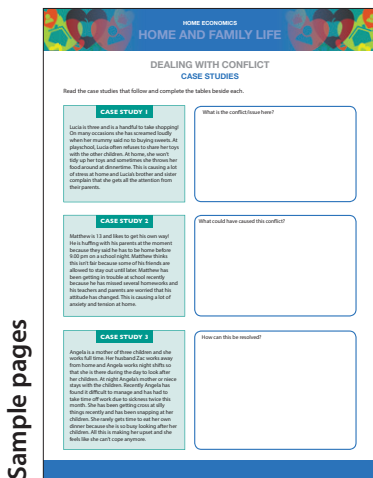 Sample pages
HOME ECONOMICS
HOME AND FAMILY LIFE
DEALING WITH CONFLICT
CASE STUDIES
Read the case studies that follow and complete the tables beside each.
CASE STUDY 1
Lucia is three and is a handful to take shopping!
On many occasions she has screamed loudly
when her mummy said no to buying sweets. At
playschool, Lucia often refuses to share her toys
with the other children. At home, she won't
tidy up her toys and sometimes she throws her
food around at dinnertime. This is causing a lot
of stress at home and Lucia's brother and sister
complain that she gets all the attention from
their parents.
What is the conflict/issue here?
CASE STUDY 2
Matthew is 13 and likes to get his own way!
He is huffing with his parents at the moment
because they said he has to be home before
9.00 pm on a school night. Matthew thinks
this isn't fair because some of his friends are
allowed to stay out until later. Matthew has
been getting in trouble at school recently
because he has missed several homeworks and
his teachers and parents are worried that his
attitude has changed. This is causing a lot of
anxiety and tension at home.
What could have caused this conflict?
CASE STUDY 3
Angela is a mother of three children and she
works full time. Her husband Zac works away
from home and Angela works night shifts so
that she is there during the day to look after
her children. At night Angela's mother or niece
stays with the children. Recently Angela has
found it difficult to manage and has had to
take time off work due to sickness twice this
month. She has been getting cross at silly
things recently and has been snapping at her
children. She rarely gets time to eat her own
dinner because she is so busy looking after her
children. All this is making her upset and she
feels like she can't cope anymore.
How can this be resolved?